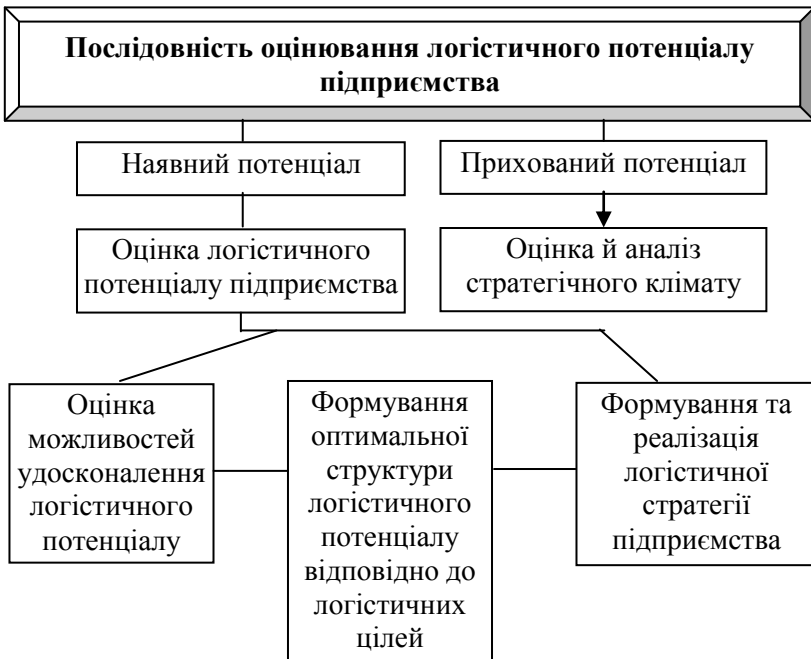 Послідовність оцінювання логістичного потенціалу
підприємства
Наявний потенціал
Прихований потенціал
Оцінка логістичного
потенціалу підприємства
Оцінка й аналіз
стратегічного клімату
Оцінка
можливостей
удосконалення
логістичного
потенціалу
Формування
оптимальної
структури
логістичного
потенціалу
відповідно до
логістичних
цілей
Формування та
реалізація
логістичної
стратегії
підприємства